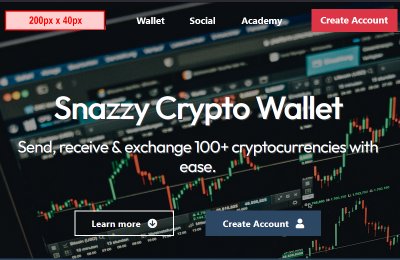 200px x 40px
Wallet Social Academy Create Account
Snazzy Crypto Wallet
Send, receive & exchange 100+ cryptocurrencies with
ease.
Learn more Create Account